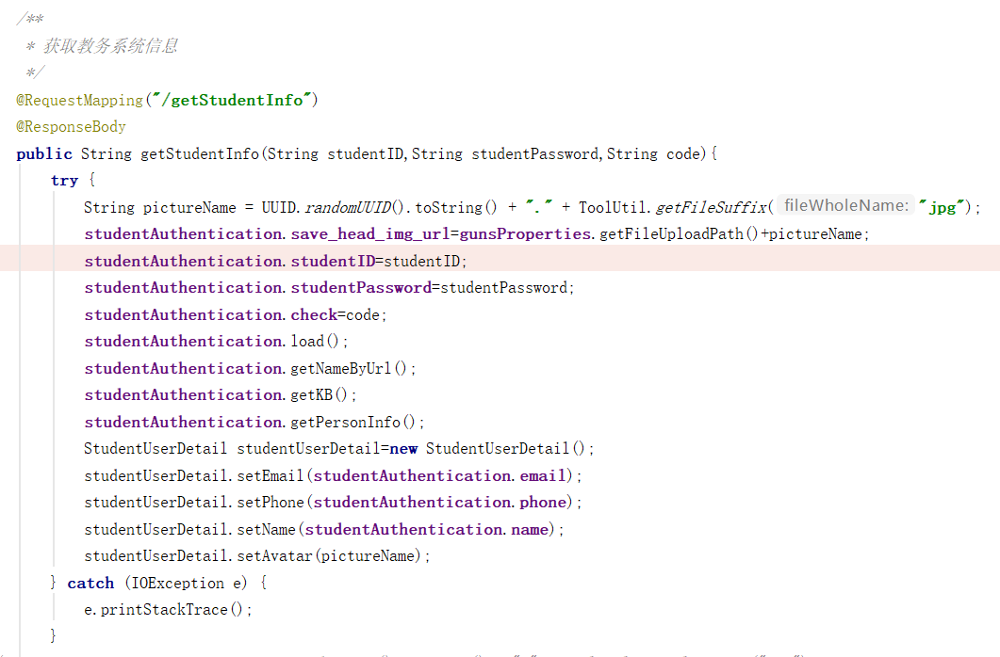 /**
* 获取教务系统信息
*/
@RequestMapping("/getStudentInfo")
@ResponseBody
public String getStudentInfo(String studentID,String studentPassword,String code){
try {
String pictureName = UUID.randomUUID().toString() + "." + ToolUtil.getFileSuffix( fileWholeName: "jpg");
studentAuthentication.save_head_img_url=gunsProperties.getFileUploadPath()+pictureName;
studentAuthentication.studentID=studentID;
studentAuthentication.studentPassword=studentPassword;
studentAuthentication.check=code;
studentAuthentication.load();
studentAuthentication.getNameByUrl();
studentAuthentication.getKB();
studentAuthentication.getPersonInfo();
StudentUserDetail studentUserDetail=new StudentUserDetail();
studentUserDetail.setEmail(studentAuthentication.email);
studentUserDetail.setPhone(studentAuthentication.phone);
studentUserDetail.setName(studentAuthentication.name);
studentUserDetail.setAvatar(pictureName);
} catch (IOException e) {
e.printStackTrace();
}